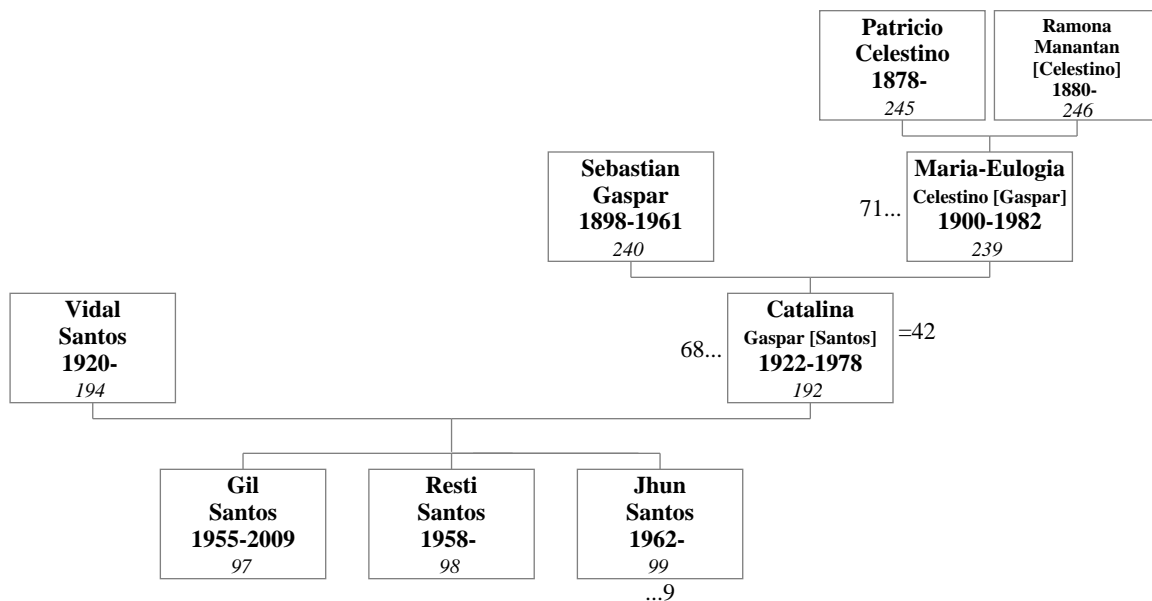 Patricio
Celestino
1878-
245
Ramona
Manantan
[Celestino]
1880-
246
Sebastian
Gaspar
1898-1961
240
71...
Maria-Eulogia
Celestino [Gaspar]
1900-1982
239
Vidal
Santos
1920-
194
68...
Catalina
Gaspar [Santos]
1922-1978
192
=42
Gil
Santos
1955-2009
97
Resti
Santos
1958-
98
Jhun
Santos
1962-
99
...9